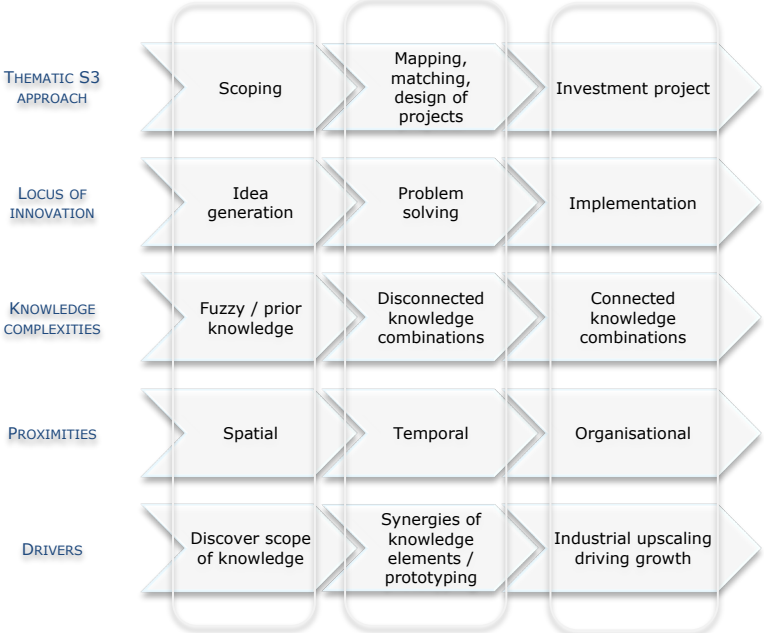 THEMATIC S3
APPROACH
Scoping
Mapping,
matching,
design of
projects
Investment project
LOCUS OF
INNOVATION
Idea
generation
Problem
solving
Implementation
KNOWLEDGE
COMPLEXITIES
Fuzzy / prior
knowledge
Disconnected
knowledge
combinations
Connected
knowledge
combinations
PROXIMITIES
Spatial
Temporal
Organisational
DRIVERS
Discover scope
of knowledge
Synergies of
knowledge
elements /
prototyping
Industrial upscaling
driving growth